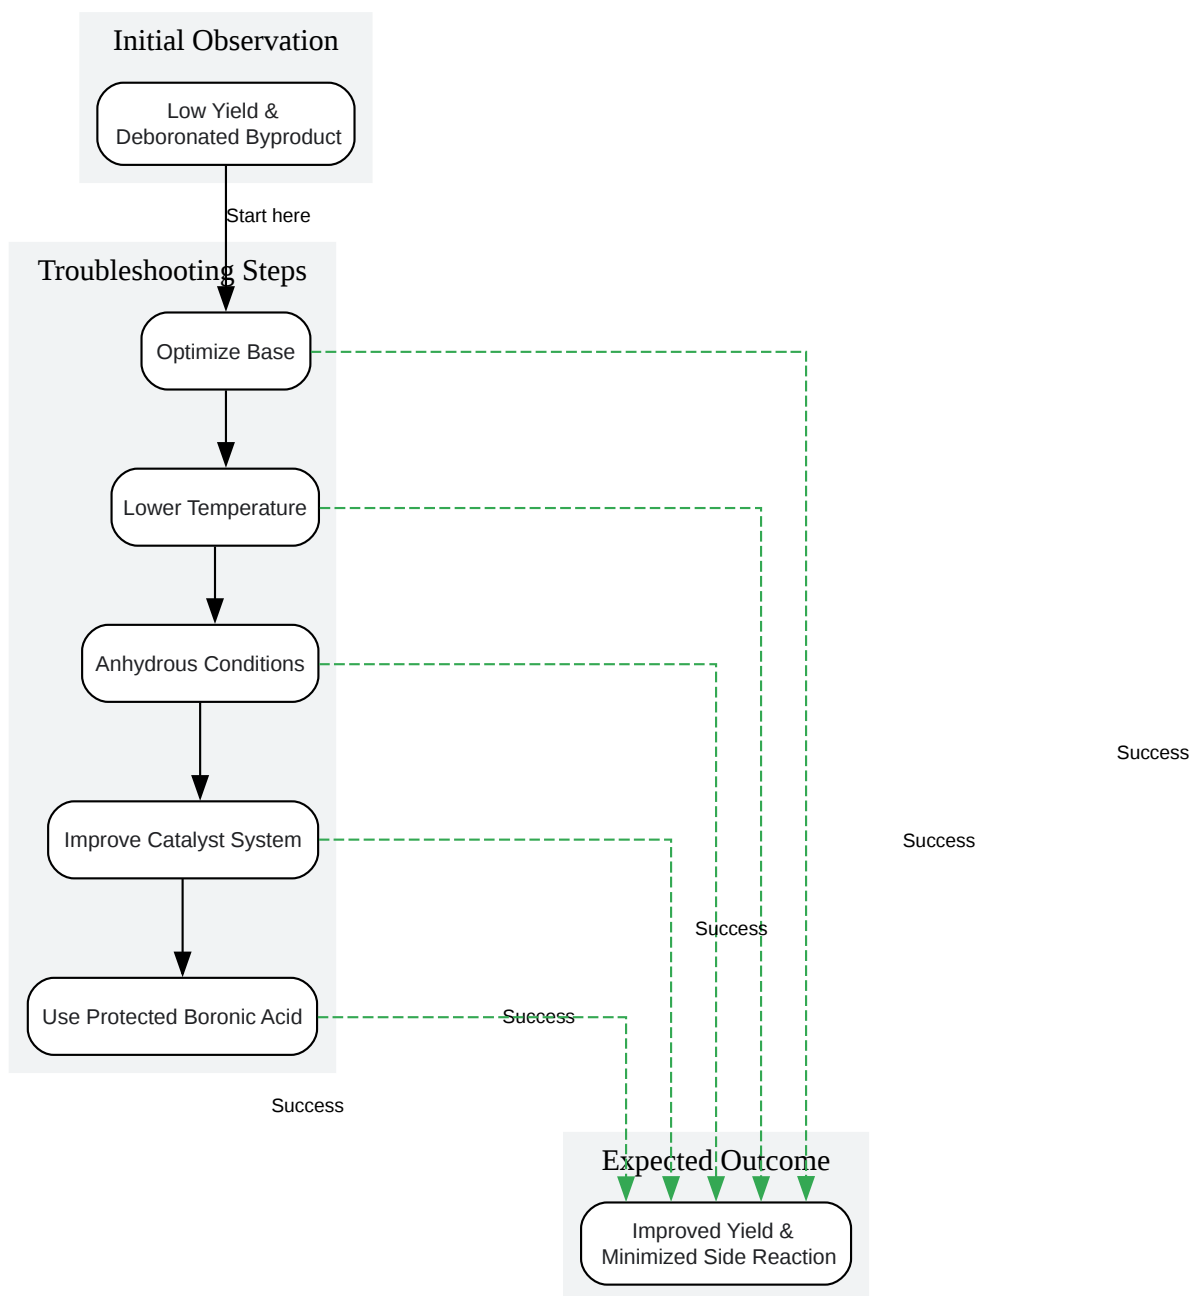 Initial Observation
Low Yield &
Deboronated Byproduct
Start here
Troubleshooting Steps
Optimize Base
Lower Temperature
Anhydrous Conditions
Success
Improve Catalyst System
Success
Success
Use Protected Boronic Acid
Success
Success
Expected Outcome
Improved Yield &
Minimized Side Reaction